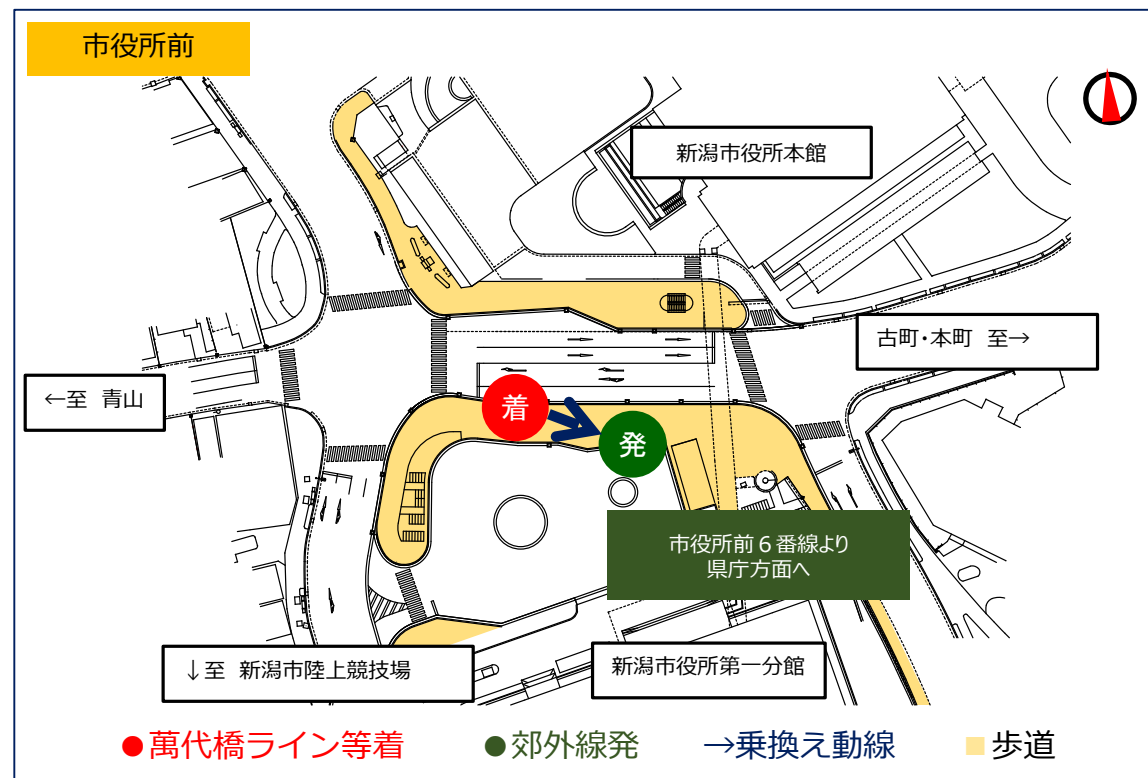 市役所前
新潟市役所本館
古町・本町 至→
←至 青山
着
発
市役所前6番線より
県庁方面へ
↓至 新潟市陸上競技場
新潟市役所第一分館
●萬代橋ライン等着 ●郊外線発 →乗換え動線 ■歩道